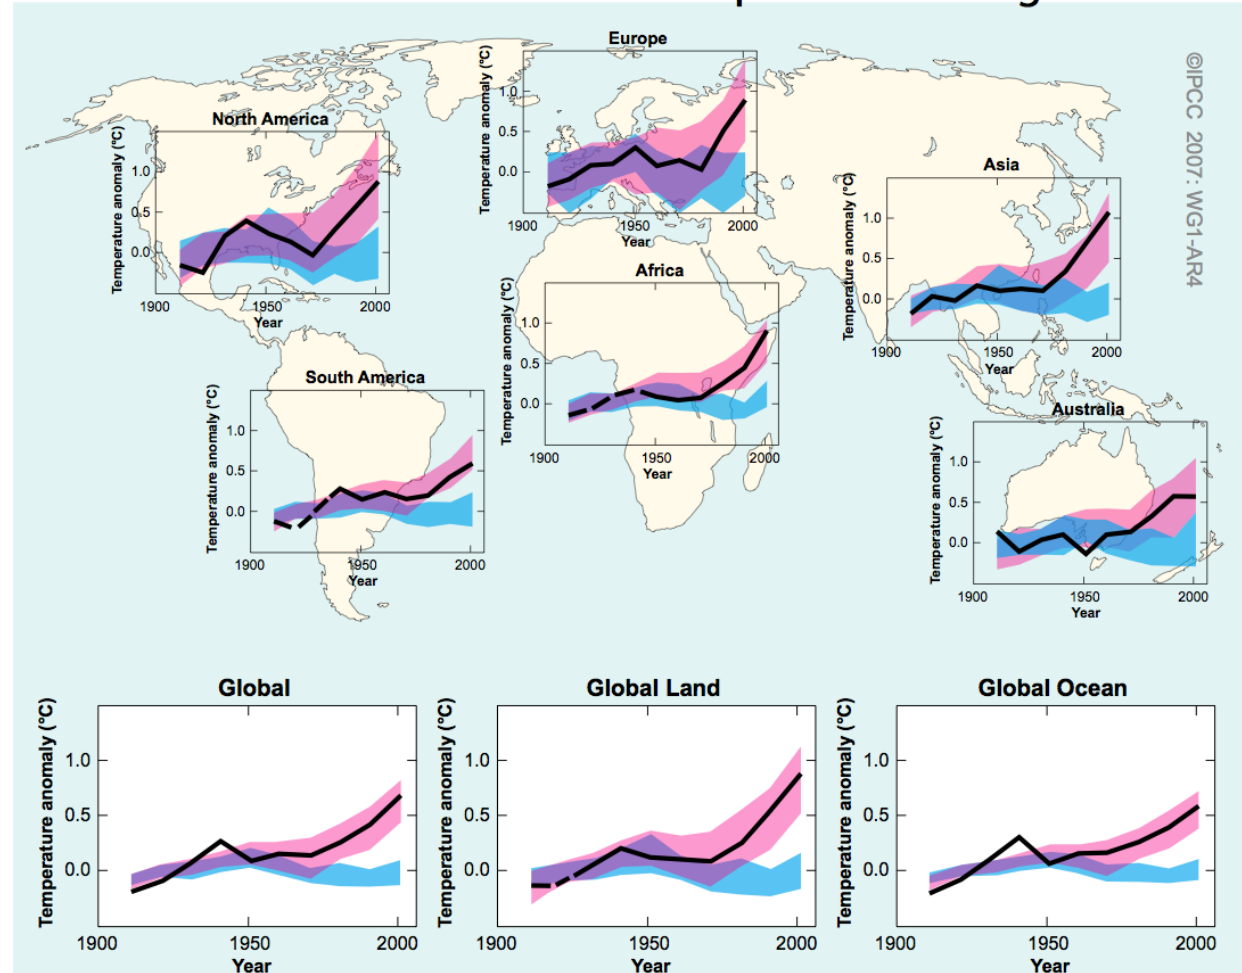 ©IPCC 2007: WG1-AR4
Europe
Temperature anomaly (°C)
1.0
0.5
0.0
1900
1950
2000
Year
North America
Temperature anomaly (°C)
1.0
0.5
0.0
1900
1950
2000
Year
Asia
Temperature anomaly (°C)
1.0
0.5
0.0
1900
1950
2000
Year
Africa
Temperature anomaly (°C)
1.0
0.5
0.0
1900
1950
2000
Year
South America
Temperature anomaly (°C)
1.0
0.5
0.0
1900
1950
2000
Year
Australia
Temperature anomaly (°C)
1.0
0.5
0.0
1900
1950
2000
Year
Global
Temperature anomaly (°C)
1.0
0.5
0.0
1900
1950
2000
Year
Global Land
Temperature anomaly (°C)
1.0
0.5
0.0
1900
1950
2000
Year
Global Ocean
Temperature anomaly (°C)
1.0
0.5
0.0
1900
1950
2000
Year